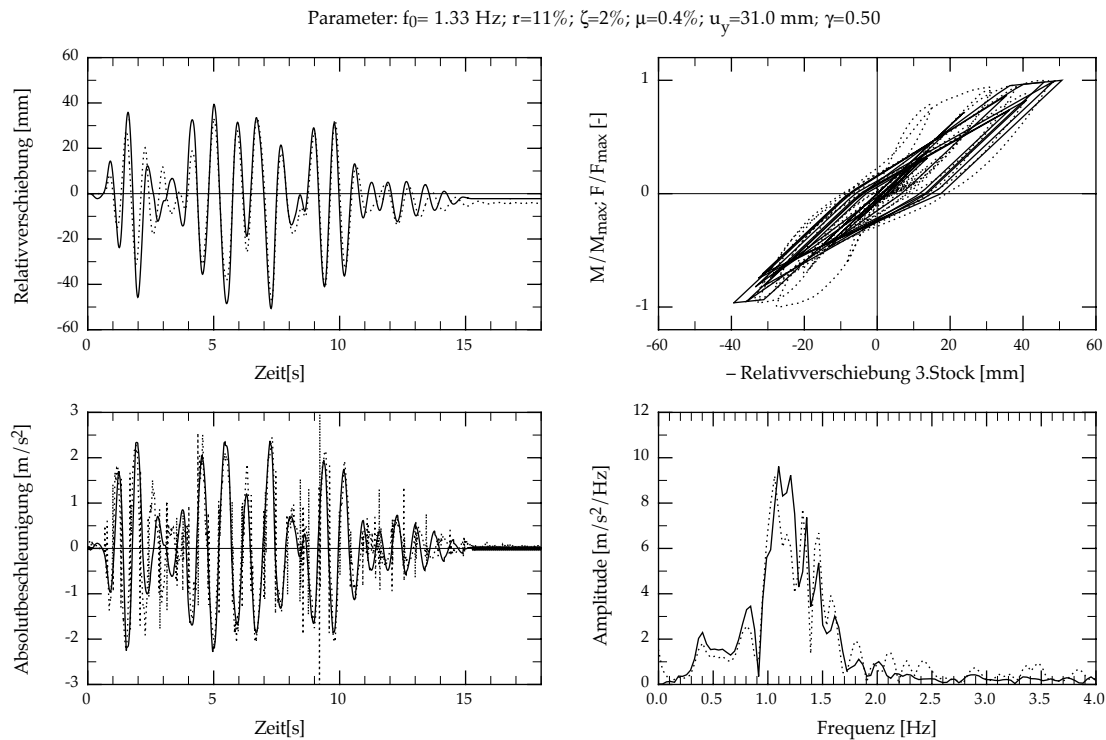 Parameter: f0= 1.33 Hz; r=11%; ζ=2%; μ=0.4%; uy=31.0 mm; γ=0.50
Relativverschiebung [mm]
60
40
20
0
-20
-40
-60
0 5 10 15
Zeit[s]
M/Mmax; F/Fmax [-]
1
0
-1
-60 -40 -20 0 20 40 60
– Relativverschiebung 3.Stock [mm]
Absolutbeschleunigung [m/s2]
3
2
1
0
-1
-2
-3
0 5 10 15
Zeit[s]
Amplitude [m/s2/Hz]
12
10
8
6
4
2
0
0.0 0.5 1.0 1.5 2.0 2.5 3.0 3.5 4.0
Frequenz [Hz]